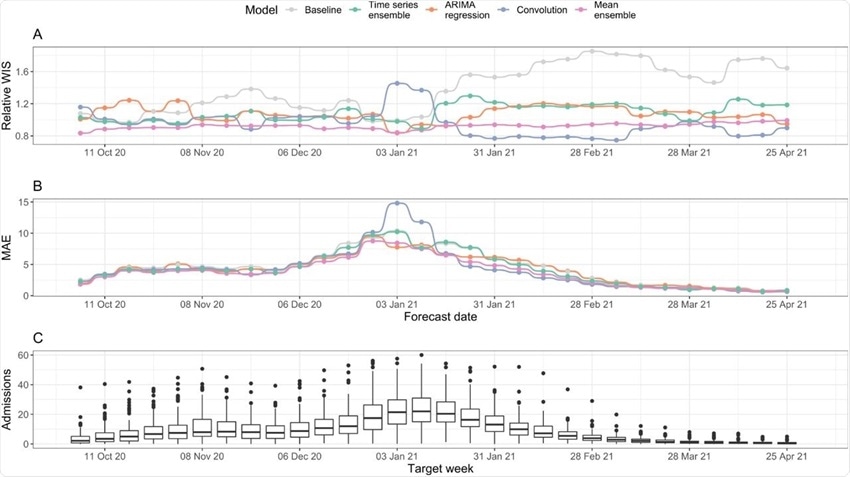 Model Baseline Time series ensemble ARIMA regression Convolution Mean ensemble
A
Relative WIS
1.6
1.2
0.8
11 Oct 20 08 Nov 20 06 Dec 20 03 Jan 21 31 Jan 21 28 Feb 21 28 Mar 21 25 Apr 21
B
MAE
15
10
5
0
11 Oct 20 08 Nov 20 06 Dec 20 03 Jan 21 31 Jan 21 28 Feb 21 28 Mar 21 25 Apr 21
Forecast date
C
Admissions
60
40
20
0
11 Oct 20 08 Nov 20 06 Dec 20 03 Jan 21 31 Jan 21 28 Feb 21 28 Mar 21 25 Apr 21
Target week